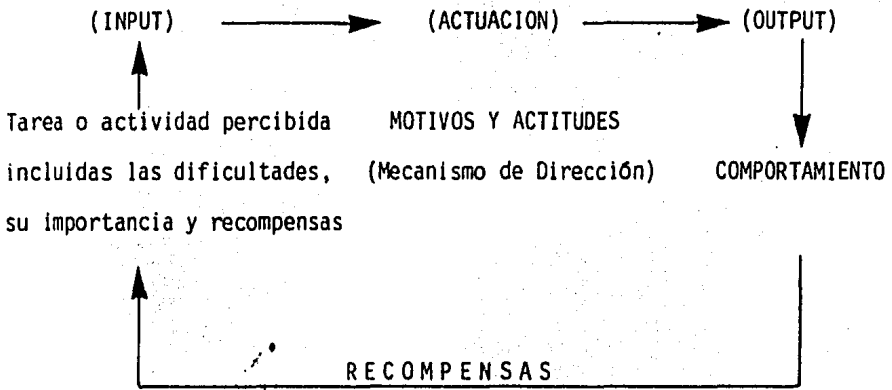 (INPUT) (ACTUACION) (OUTPUT)
Tarea o actividad percibida MOTIVOS Y ACTITUDES
incluidas las dificultades, (Mecanismo de Dirección) COMPORTAMIENTO
su importancia y recompensas
RECOMPENSAS